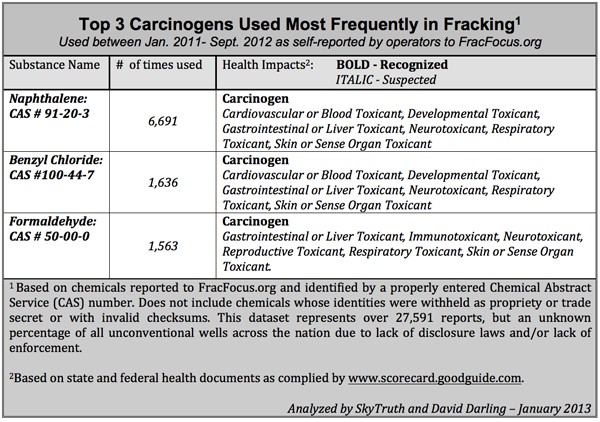 Top 3 Carcinogens Used Most Frequently in Fracking¹
Used between Jan. 2011- Sept. 2012 as self-reported by operators to FracFocus.org
Substance Name
# of times used
Health Impacts²: BOLD - Recognized
ITALIC - Suspected
Naphthalene:
CAS # 91-20-3
6,691
Carcinogen
Cardiovascular or Blood Toxicant, Developmental Toxicant,
Gastrointestinal or Liver Toxicant, Neurotoxicant, Respiratory
Toxicant, Skin or Sense Organ Toxicant
Benzyl Chloride:
CAS #100-44-7
1,636
Carcinogen
Cardiovascular or Blood Toxicant, Developmental Toxicant,
Gastrointestinal or Liver Toxicant, Neurotoxicant, Respiratory
Toxicant, Skin or Sense Organ Toxicant
Formaldehyde:
CAS # 50-00-0
1,563
Carcinogen
Gastrointestinal or Liver Toxicant, Immunotoxicant, Neurotoxicant,
Reproductive Toxicant, Respiratory Toxicant, Skin or Sense Organ
Toxicant.
¹ Based on chemicals reported to FracFocus.org and identified by a properly entered Chemical Abstract
Service (CAS) number. Does not include chemicals whose identities were withheld as propriety or trade
secret or with invalid checksums. This dataset represents over 27,591 reports, but an unknown
percentage of all unconventional wells across the nation due to lack of disclosure laws and/or lack of
enforcement.
²Based on state and federal health documents as complied by www.scorecard.goodguide.com.
Analyzed by SkyTruth and David Darling – January 2013